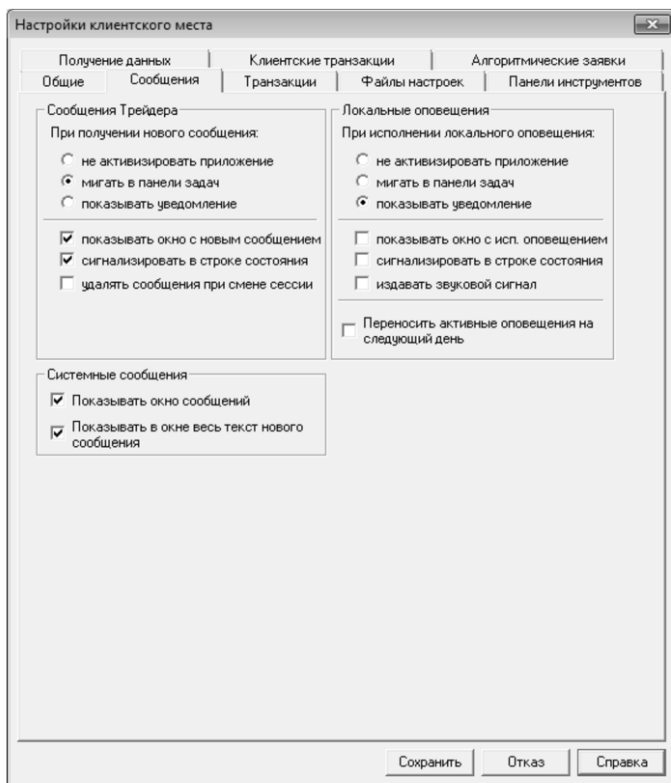 Настройки клиентского места
Получение данных
Клиентские транзакции
Алгоритмические заявки
Общие
Сообщения
Транзакции
Файлы настроек
Панели инструментов
Сообщения Трейдера
При получении нового сообщения:
не активизировать приложение
мигать в панели задач
показывать уведомление
показывать окно с новым сообщением
сигнализировать в строке состояния
удалять сообщения при смене сессии
Локальные оповещения
При исполнении локального оповещения:
не активизировать приложение
мигать в панели задач
показывать уведомление
показывать окно с исп. оповещением
сигнализировать в строке состояния
издавать звуковой сигнал
Переносить активные оповещения на
следующий день
Системные сообщения
Показывать окно сообщений
Показывать в окне весь текст нового
сообщения
Сохранить
Отказ
Справка